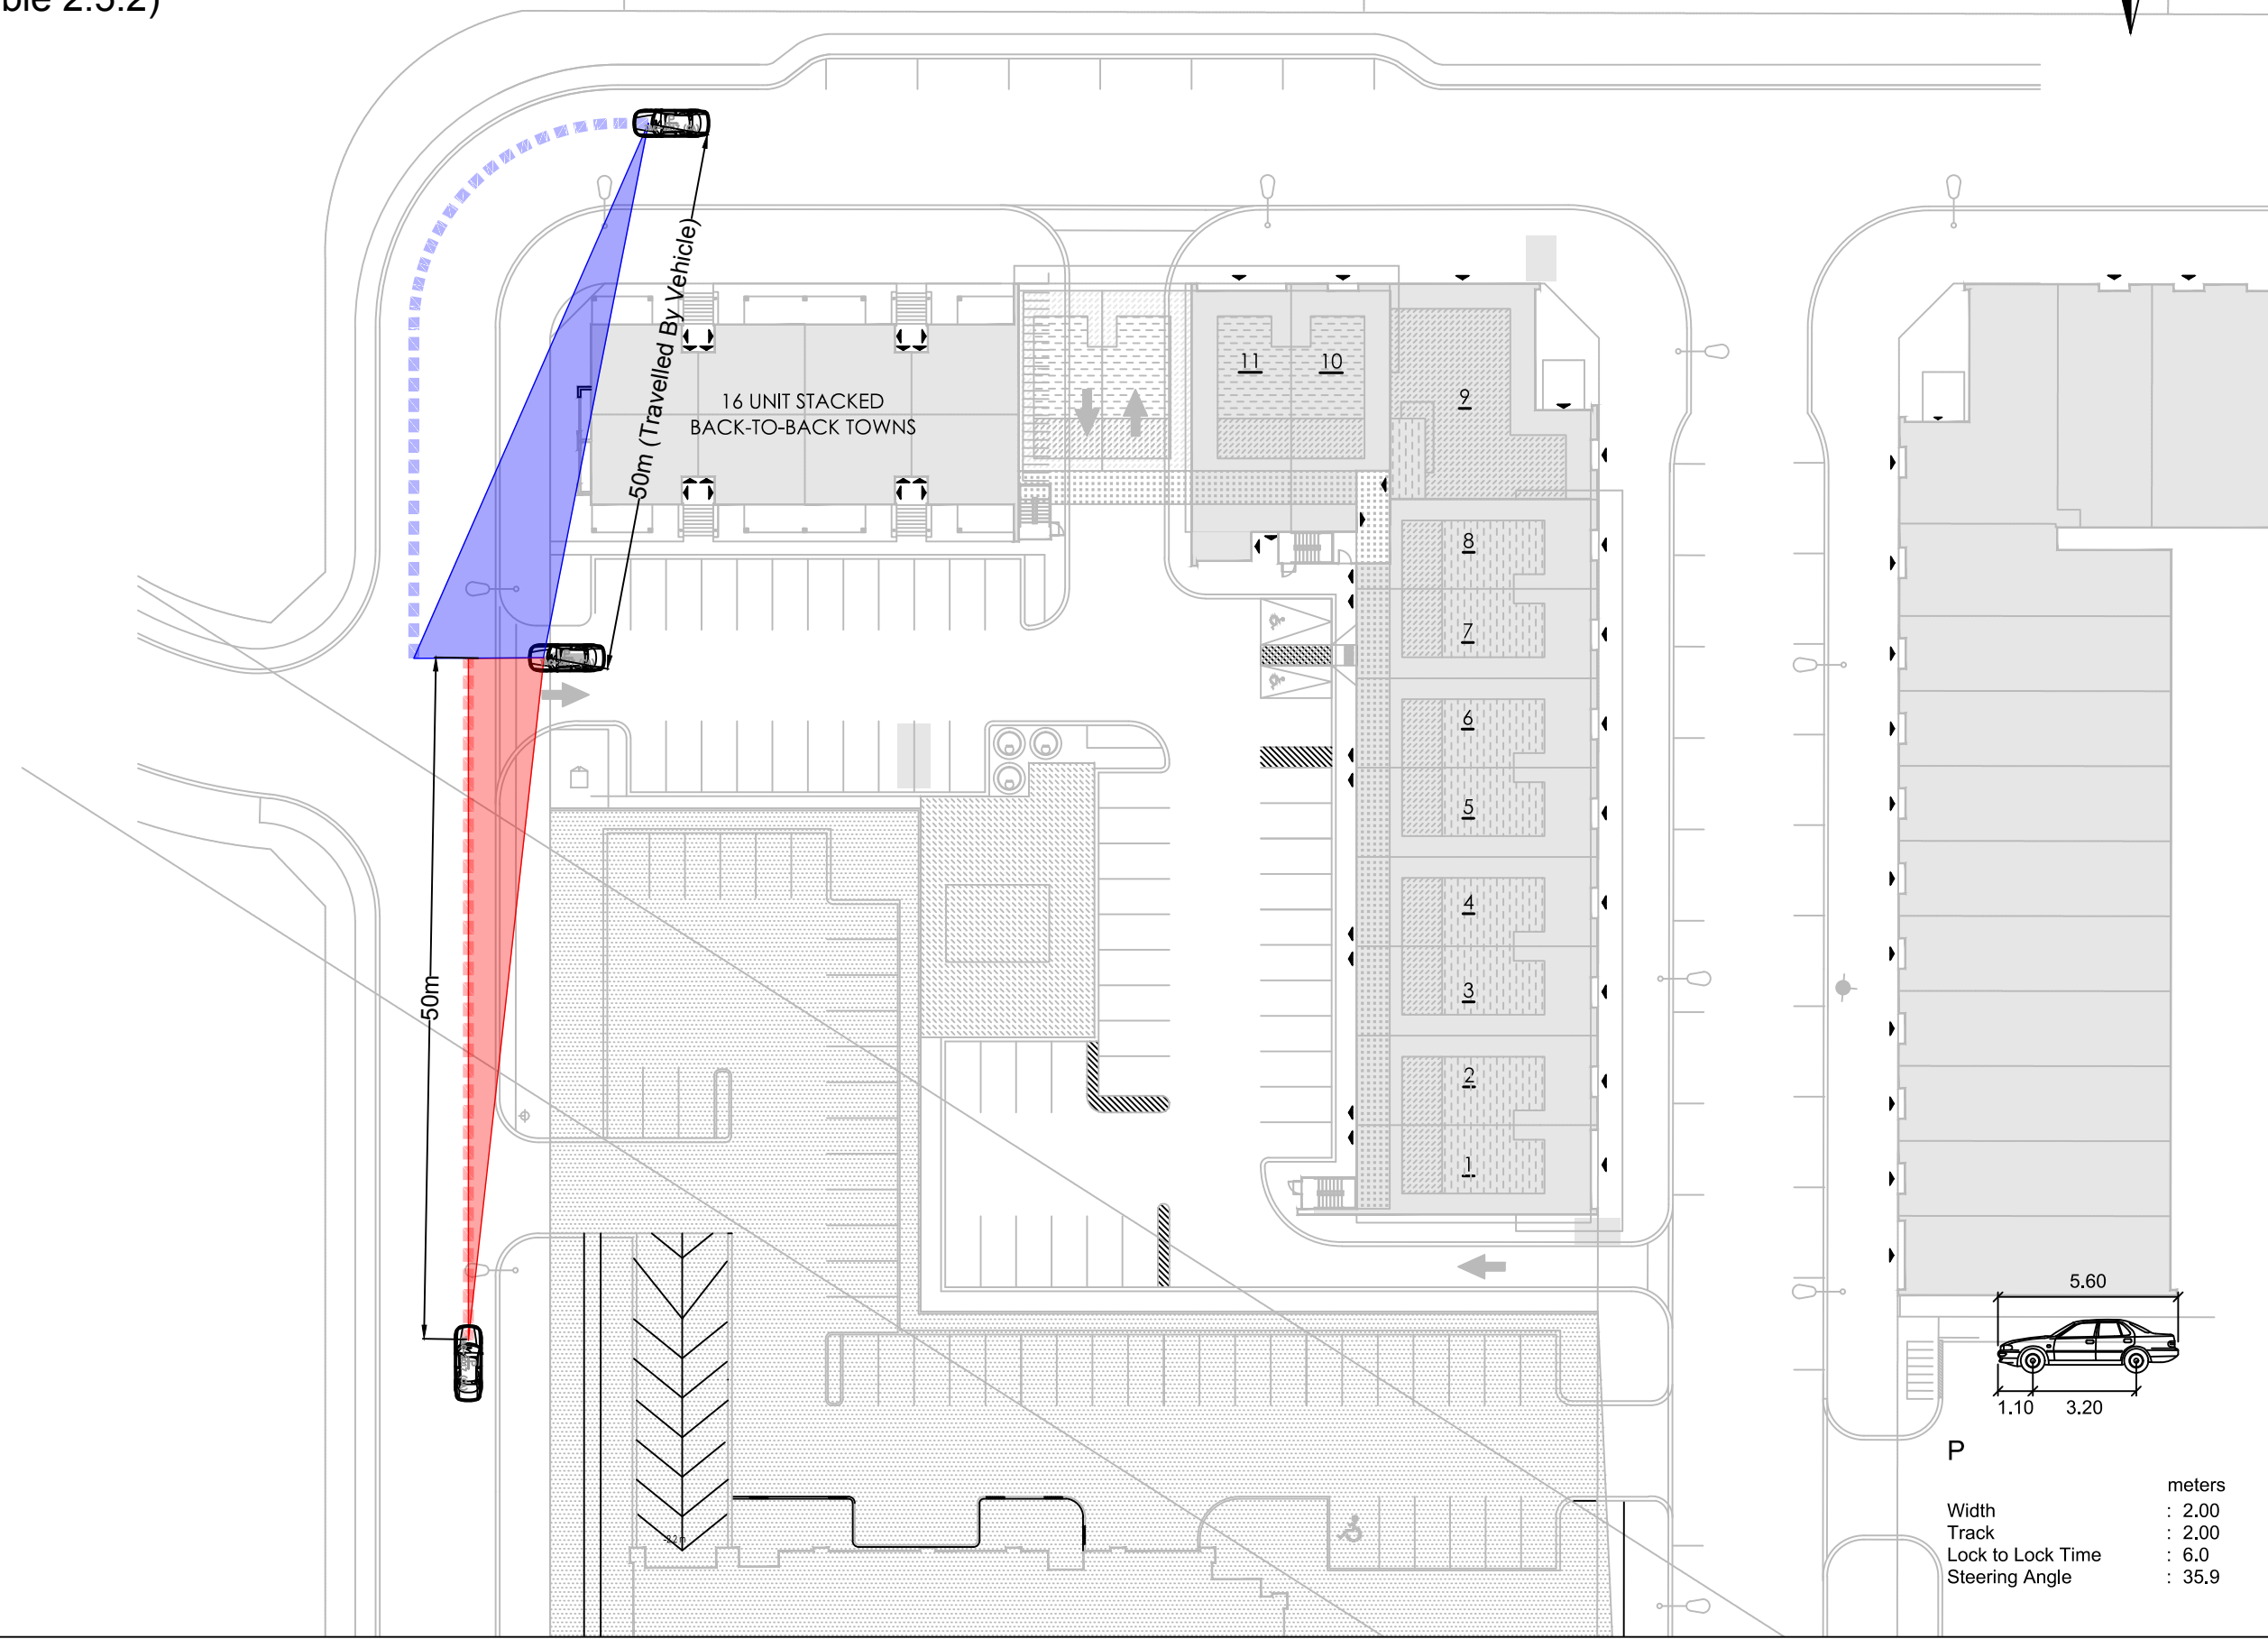 ble 2.5.2)
50m (Travelled By Vehicle)
16 UNIT STACKED
BACK-TO-BACK TOWNS
11
10
9
8
7
6
5
4
3
2
1
50m
5.60
1.10
3.20
P
meters
Width : 2.00
Track : 2.00
Lock to Lock Time : 6.0
Steering Angle : 35.9